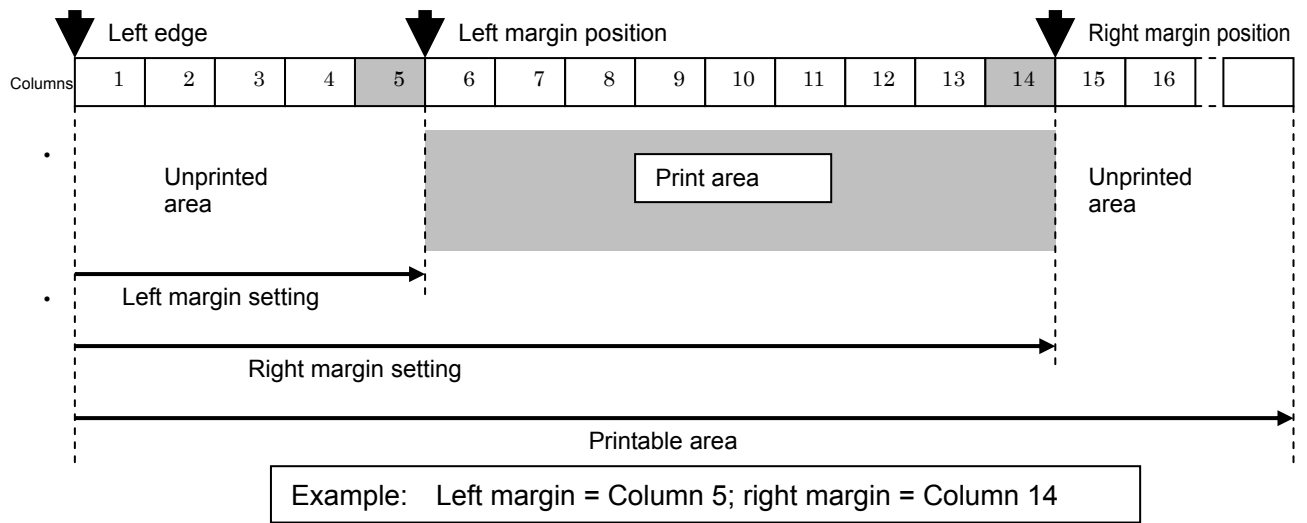 Left edge Left margin position Right margin position
Columns 1 2 3 4 5 6 7 8 9 10 11 12 13 14 15 16
Unprinted
area
Print area
Unprinted
area
Left margin setting
Right margin setting
Printable area
Example: Left margin = Column 5; right margin = Column 14